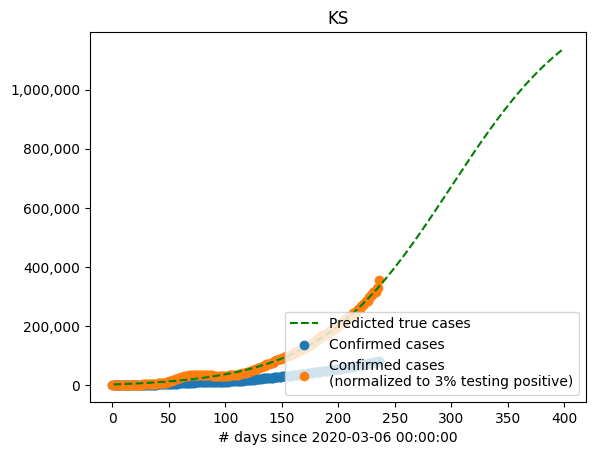 KS
1,000,000
800,000
600,000
400,000
200,000
0
Predicted true cases
Confirmed cases
Confirmed cases
(normalized to 3% testing positive)
0 50 100 150 200 250 300 350 400
# days since 2020-03-06 00:00:00